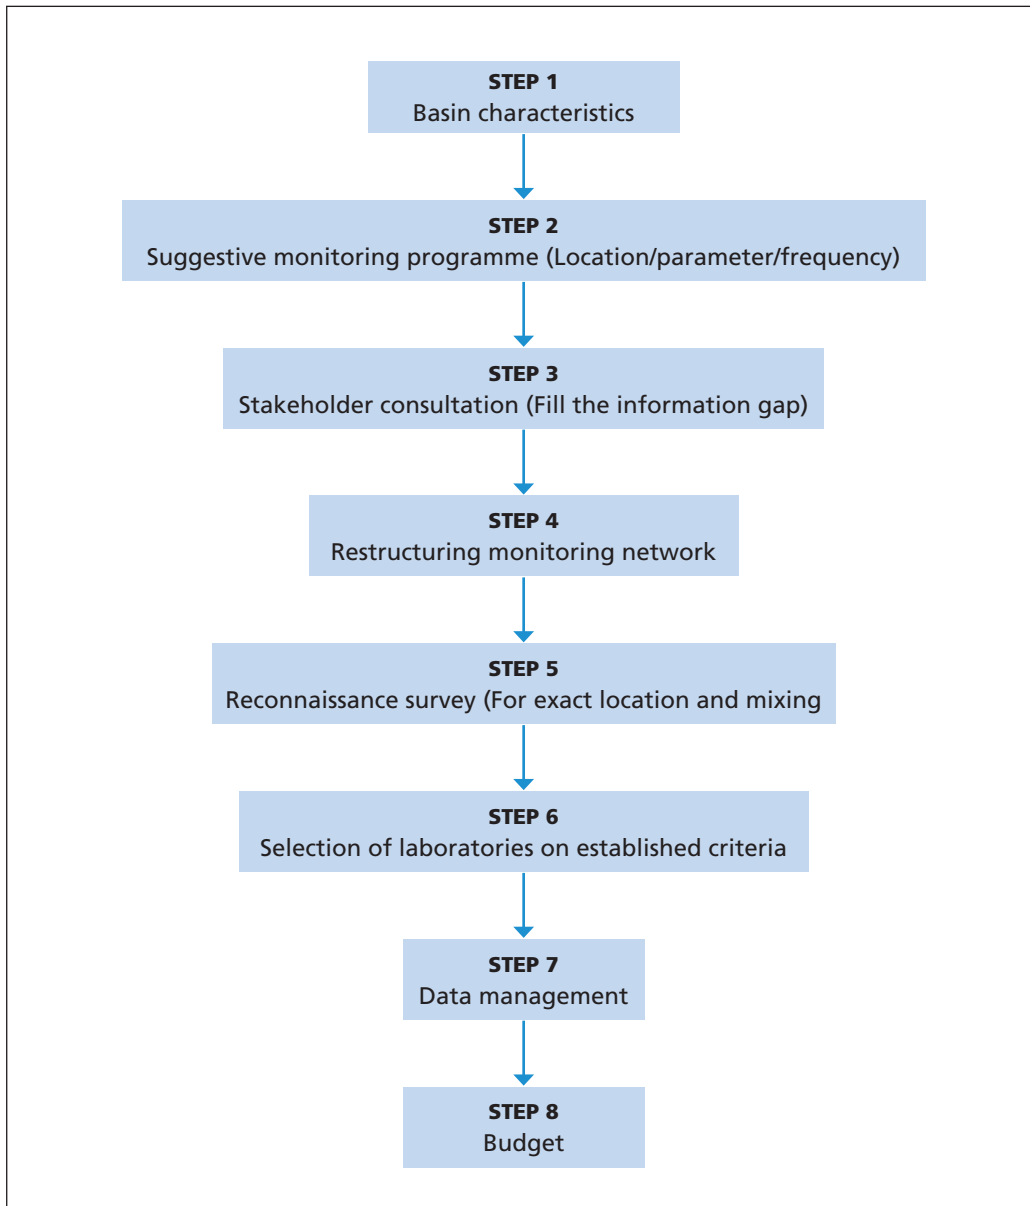 STEP 1
Basin characteristics
STEP 2
Suggestive monitoring programme (Location/parameter/frequency)
STEP 3
Stakeholder consultation (Fill the information gap)
STEP 4
Restructuring monitoring network
STEP 5
Reconnaissance survey (For exact location and mixing
STEP 6
Selection of laboratories on established criteria
STEP 7
Data management
STEP 8
Budget